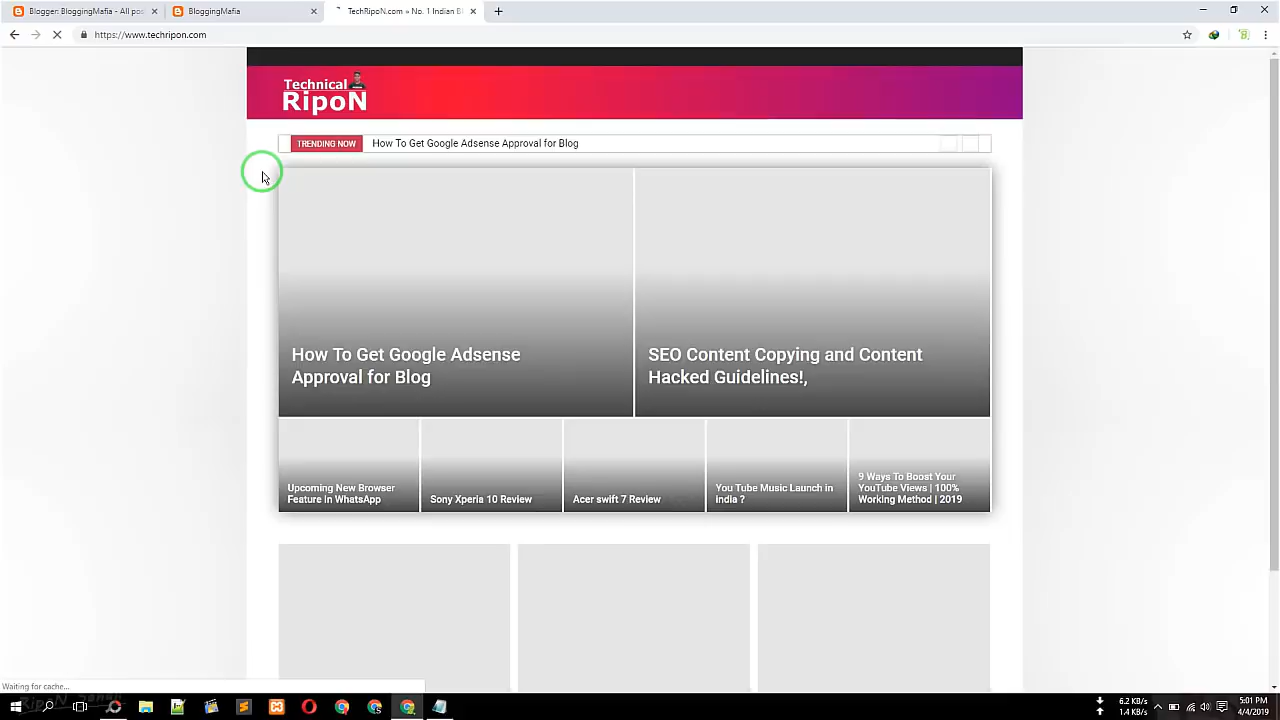 Blogger: BloggingMafia - All po
BloggingMafia
TechRipoN.com » No. 1 Indian B
https://www.techripon.com
Technical
RipoN
TRENDING NOW
How To Get Google Adsense Approval for Blog
How To Get Google Adsense
Approval for Blog
SEO Content Copying and Content
Hacked Guidelines!,
Upcoming New Browser
Feature In WhatsApp
Sony Xperia 10 Review
Acer swift 7 Review
You Tube Music Launch in
india ?
9 Ways To Boost Your
YouTube Views | 100%
Working Method | 2019
Waiting for cache...
6.2 KB/s
1.4 KB/s
5:01 PM
4/4/2019